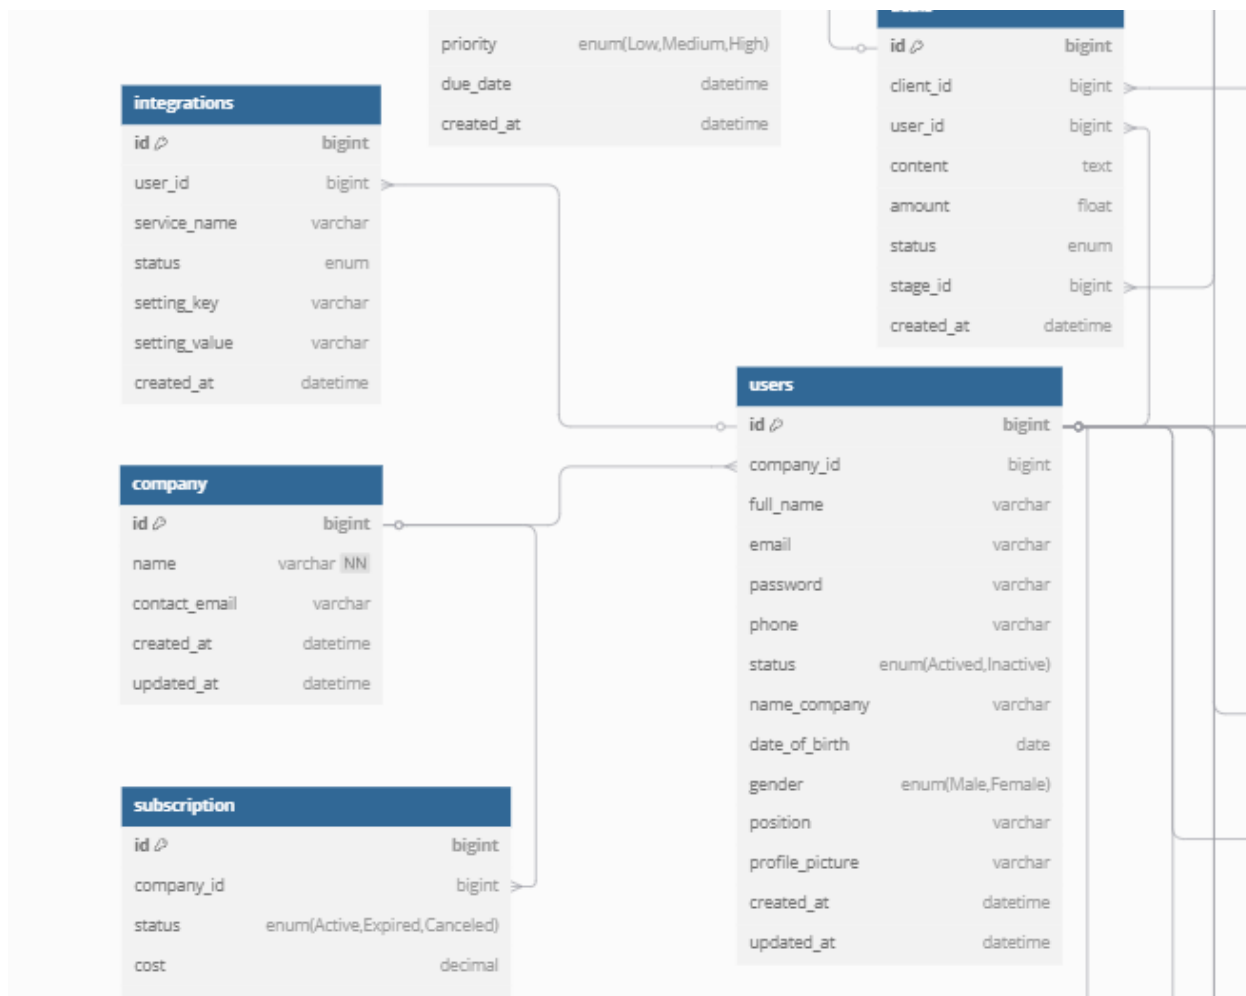 priority enum(Low,Medium,High)
due_date datetime
created_at datetime
integrations
id bigint
user_id bigint
service_name varchar
status enum
setting_key varchar
setting_value varchar
created_at datetime
id bigint
client_id bigint
user_id bigint
content text
amount float
status enum
stage_id bigint
created_at datetime
company
id bigint
name varchar NN
contact_email varchar
created_at datetime
updated_at datetime
users
id bigint
company_id bigint
full_name varchar
email varchar
password varchar
phone varchar
status enum(Actived,Inactive)
name_company varchar
date_of_birth date
gender enum(Male,Female)
position varchar
profile_picture varchar
created_at datetime
updated_at datetime
subscription
id bigint
company_id bigint
status enum(Active,Expired,Canceled)
cost decimal